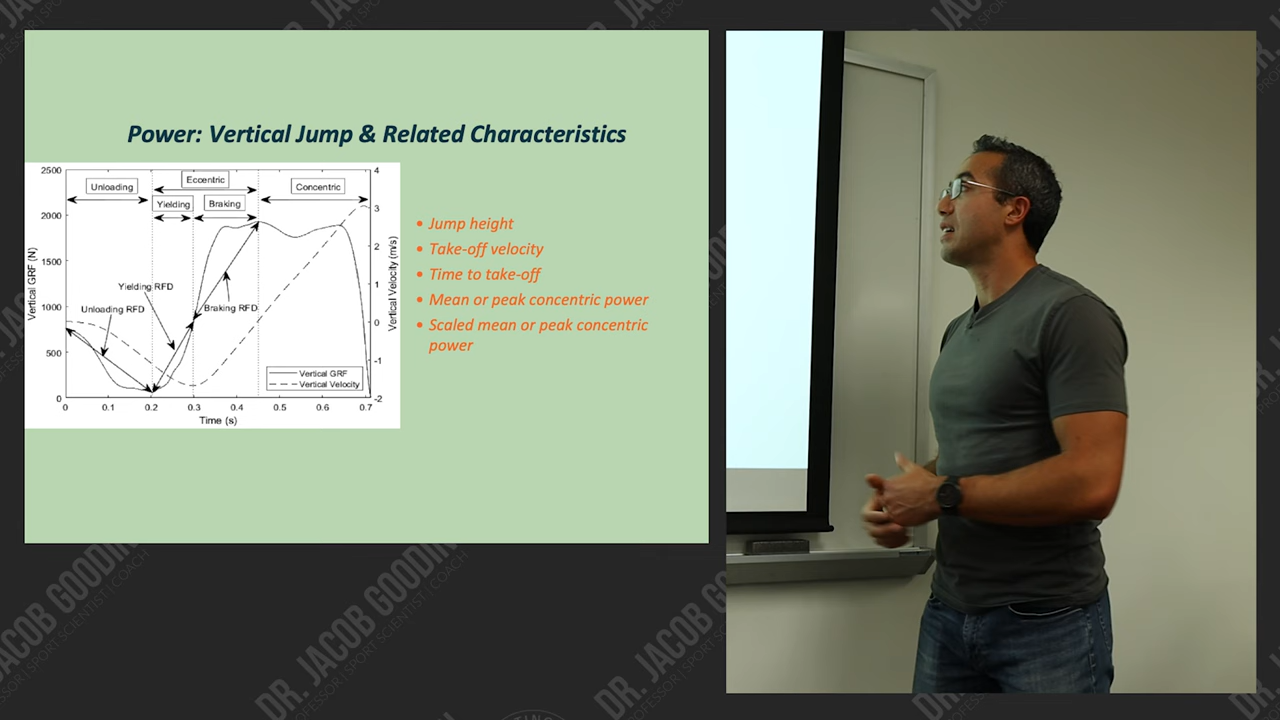 Power: Vertical Jump & Related Characteristics
2500
2000
1500
1000
500
0
Vertical GRF (N)
Unloading
Eccentric
Yielding
Braking
Concentric
Yielding RFD
Unloading RFD
Braking RFD
Vertical GRF
Vertical Velocity
4
3
2
1
0
-1
-2
Vertical Velocity (m/s)
0
0.1
0.2
0.3
0.4
0.5
0.6
0.7
Time (s)
• Jump height
• Take-off velocity
• Time to take-off
• Mean or peak concentric power
• Scaled mean or peak concentric
power
DR. JACOB GOODIN
PROFESSOR | SPORT SCIENTIST | COACH